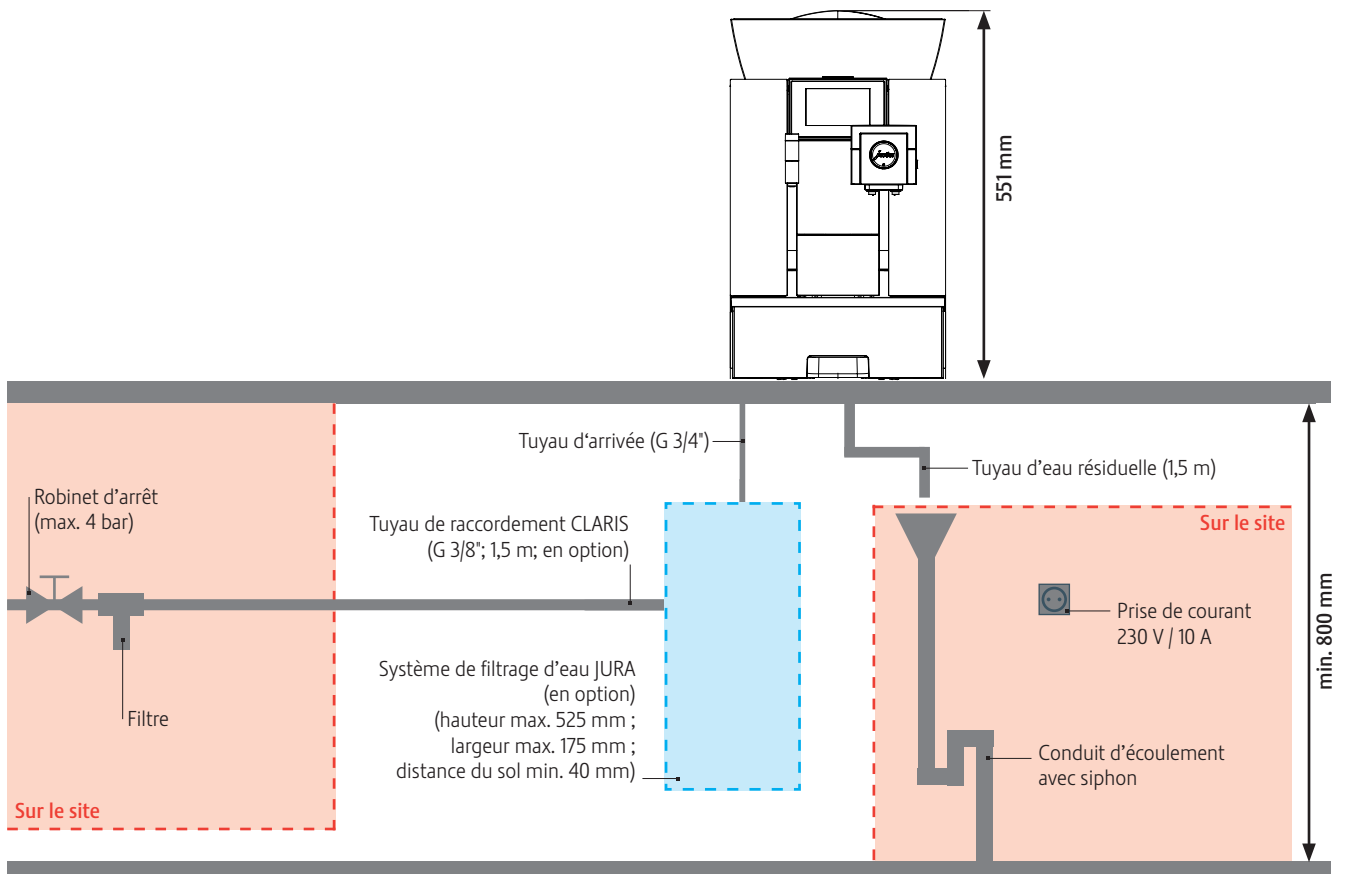 jura
551 mm
Tuyau d‘arrivée (G 3/4")
Tuyau d’eau résiduelle (1,5 m)
Robinet d’arrêt
(max. 4 bar)
Tuyau de raccordement CLARIS
(G 3/8"; 1,5 m; en option)
Sur le site
Prise de courant
230 V / 10 A
min. 800 mm
Système de filtrage d’eau JURA
(en option)
(hauteur max. 525 mm ;
largeur max. 175 mm ;
distance du sol min. 40 mm)
Filtre
Conduit d’écoulement
avec siphon
Sur le site